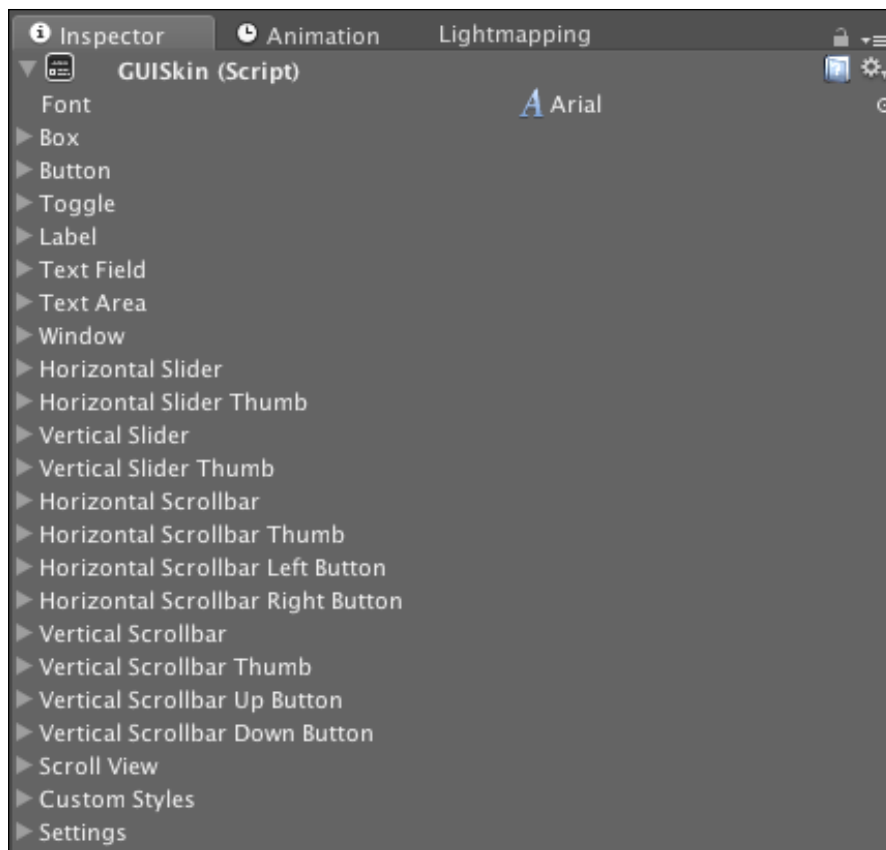 Inspector Animation Lightmapping
GUISkin (Script)
Font Arial
Box
Button
Toggle
Label
Text Field
Text Area
Window
Horizontal Slider
Horizontal Slider Thumb
Vertical Slider
Vertical Slider Thumb
Horizontal Scrollbar
Horizontal Scrollbar Thumb
Horizontal Scrollbar Left Button
Horizontal Scrollbar Right Button
Vertical Scrollbar
Vertical Scrollbar Thumb
Vertical Scrollbar Up Button
Vertical Scrollbar Down Button
Scroll View
Custom Styles
Settings